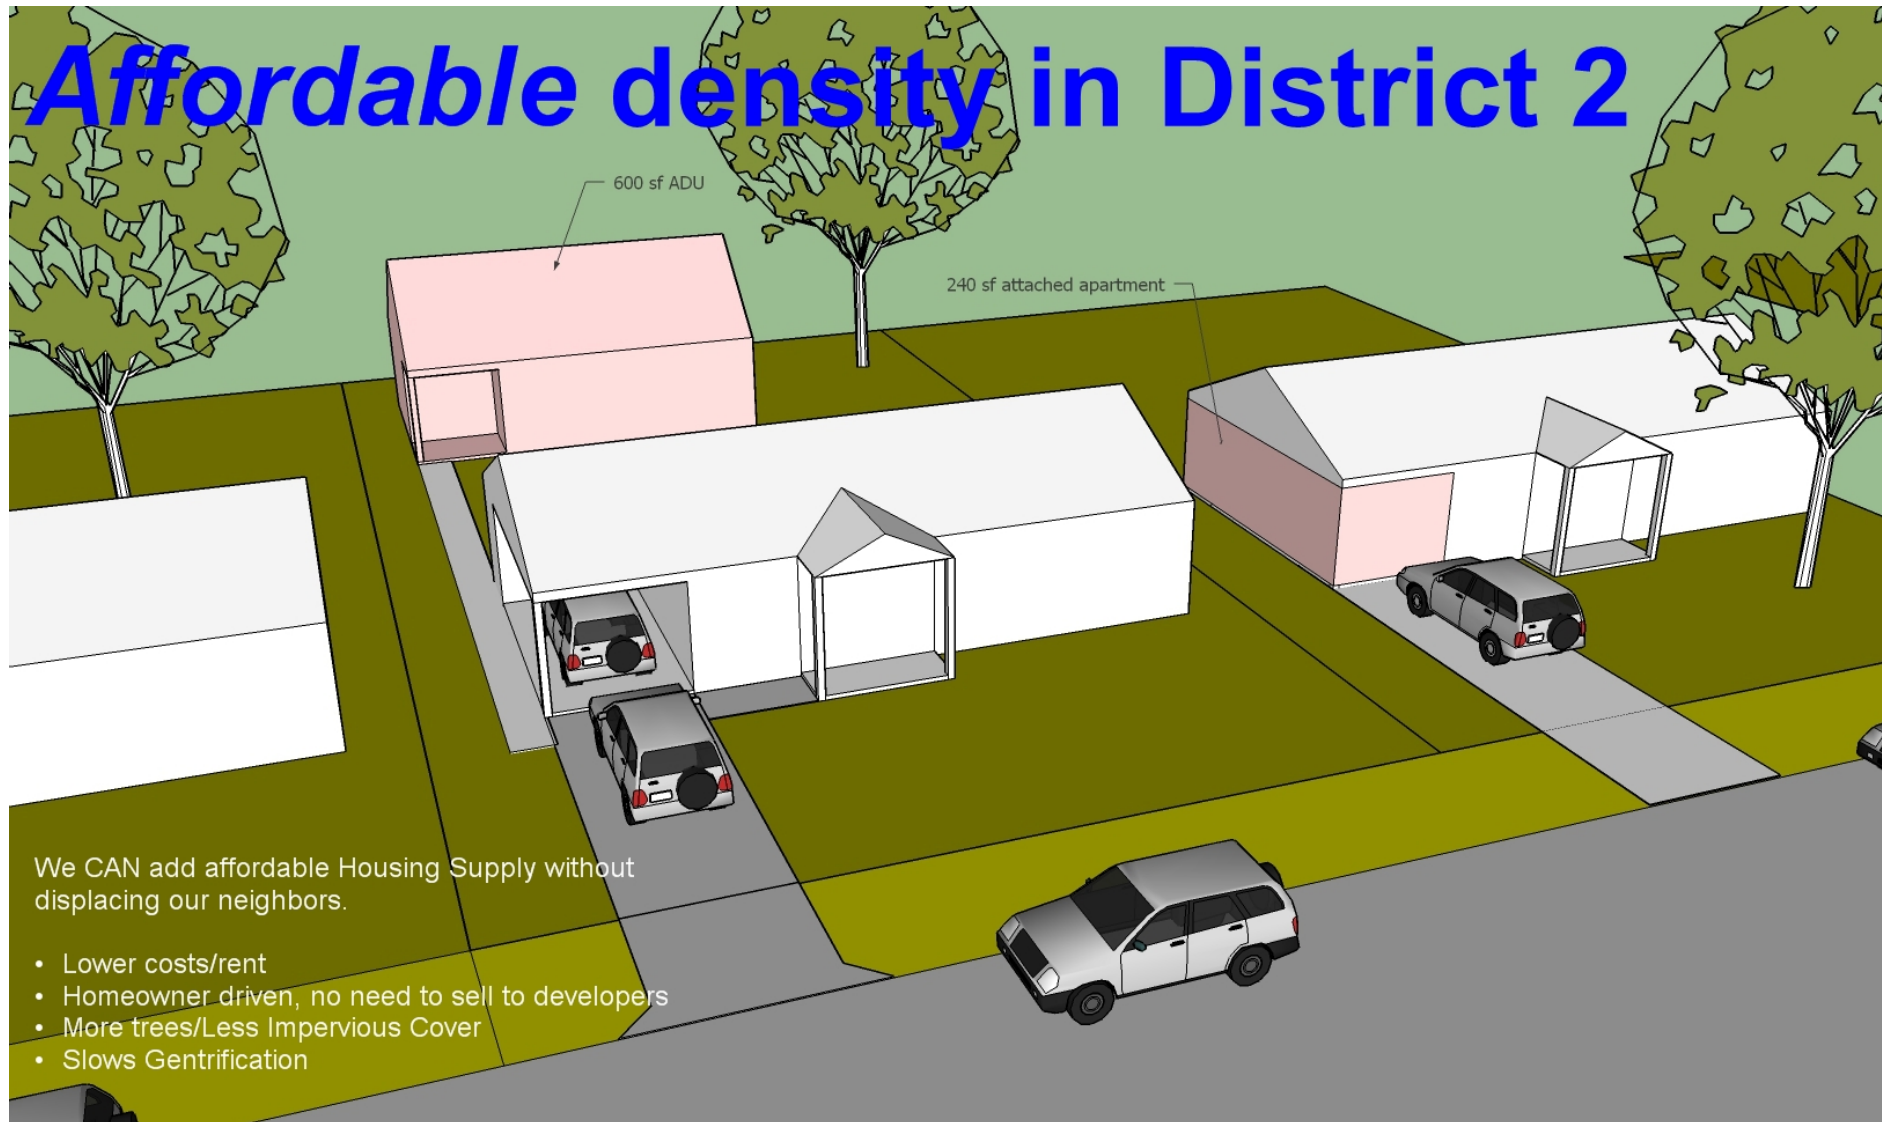 Affordable density in District 2
600 sf ADU
240 sf attached apartment
We CAN add affordable Housing Supply without
displacing our neighbors.
• Lower costs/rent
• Homeowner driven, no need to sell to developers
• More trees/Less Impervious Cover
• Slows Gentrification